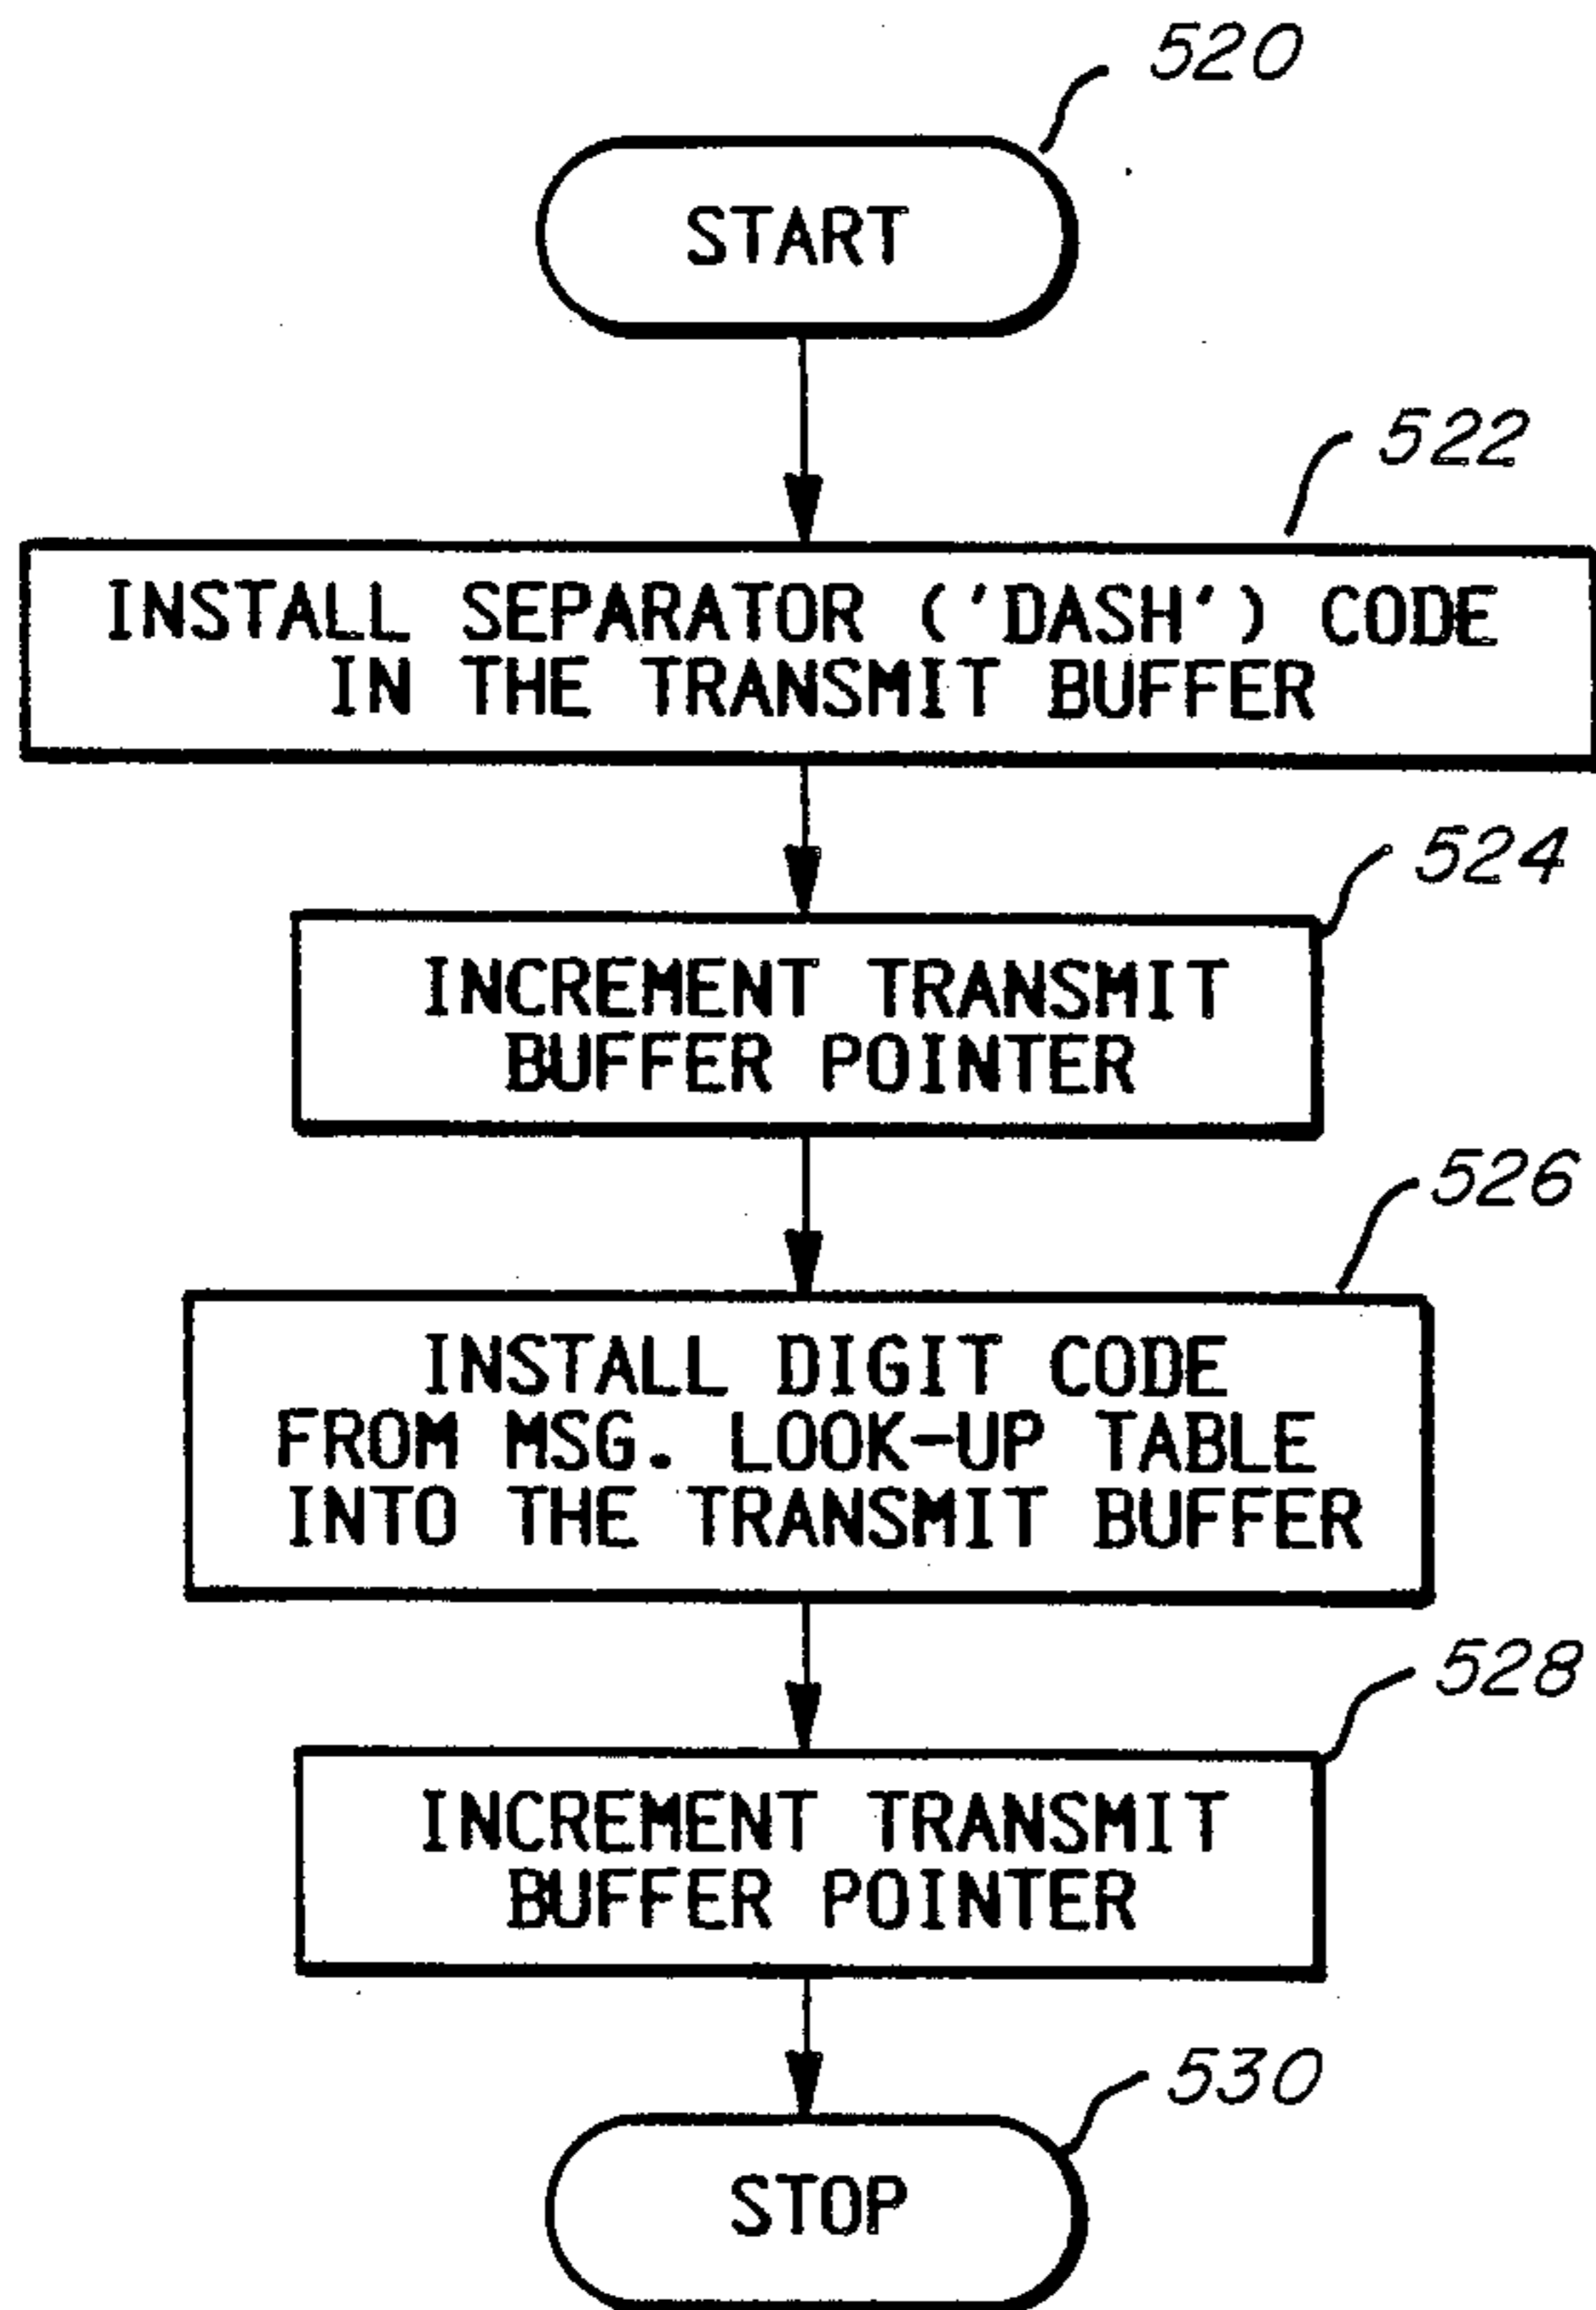 520
START
522
INSTALL SEPARATOR ('DASH') CODE
IN THE TRANSMIT BUFFER
524
INCREMENT TRANSMIT
BUFFER POINTER
526
INSTALL DIGIT CODE
FROM MSG. LOOK-UP TABLE
INTO THE TRANSMIT BUFFER
528
INCREMENT TRANSMIT
BUFFER POINTER
530
STOP